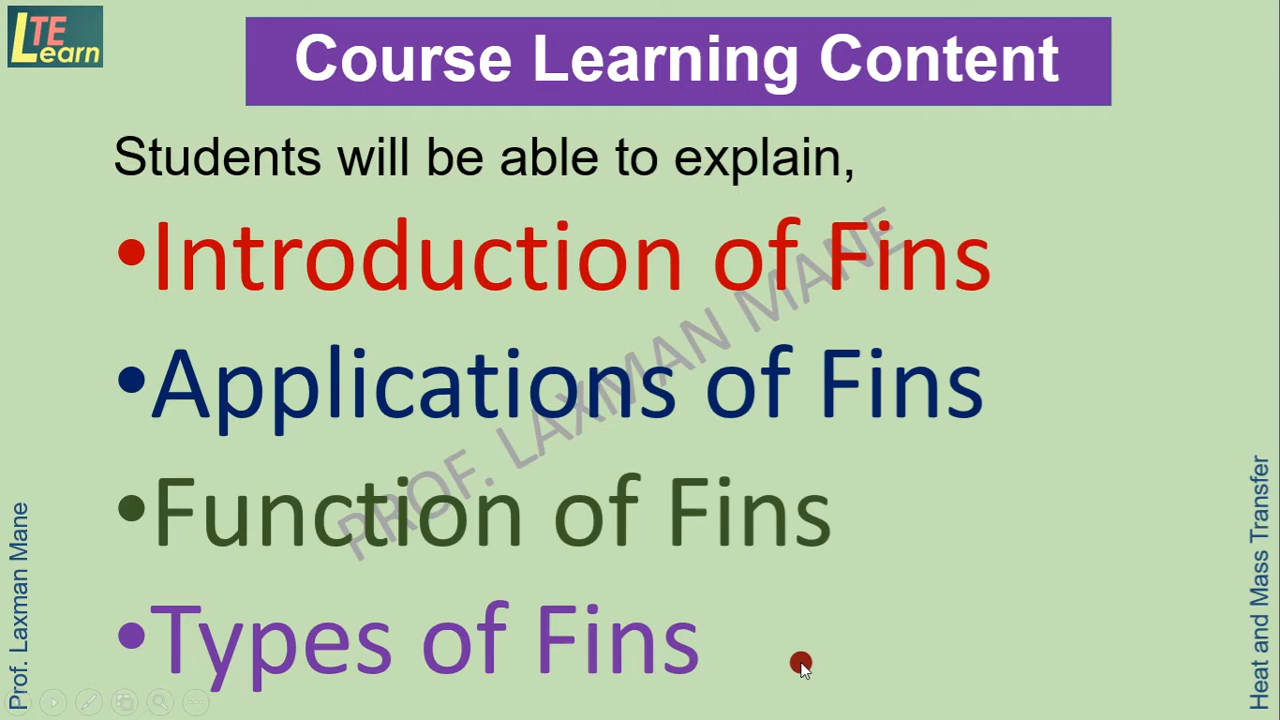 LTE Learn
Course Learning Content
Students will be able to explain,
•Introduction of Fins
•Applications of Fins
•Function of Fins
•Types of Fins
PROF. LAXMAN MANE
Prof. Laxman Mane
Heat and Mass Transfer